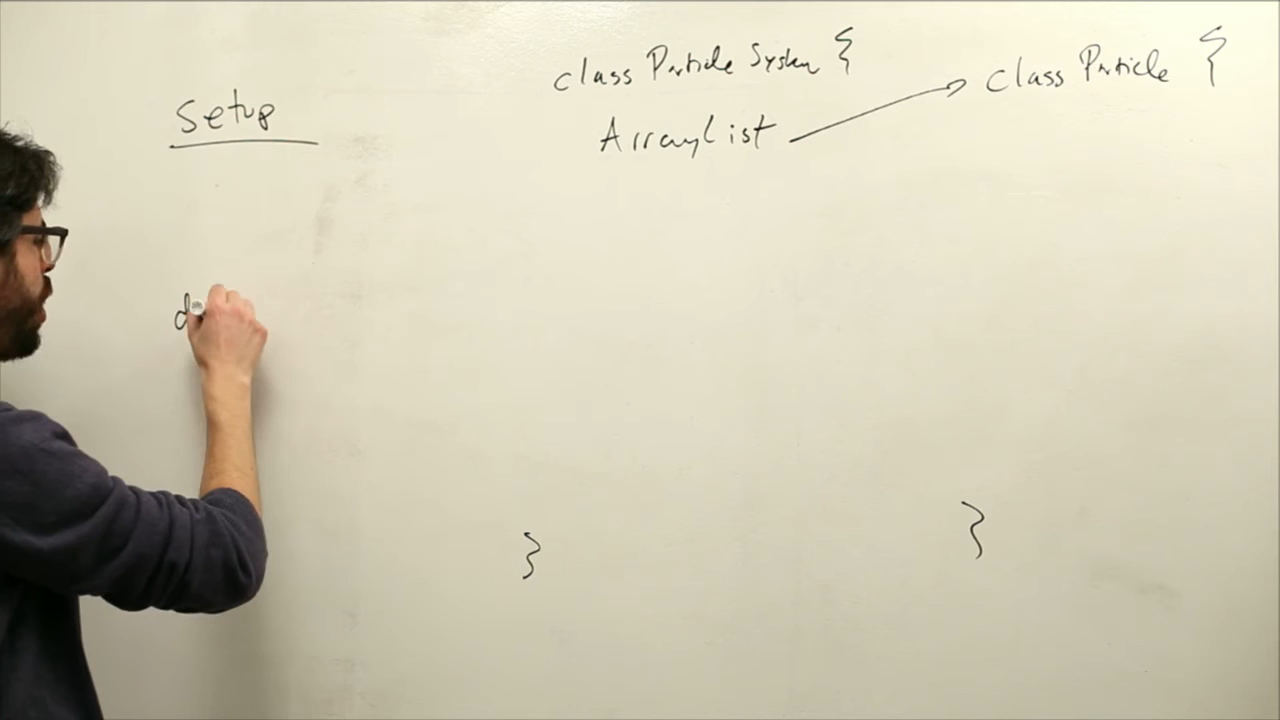 Setup
d
class Particle System {
ArrayList
}
class Particle {
}